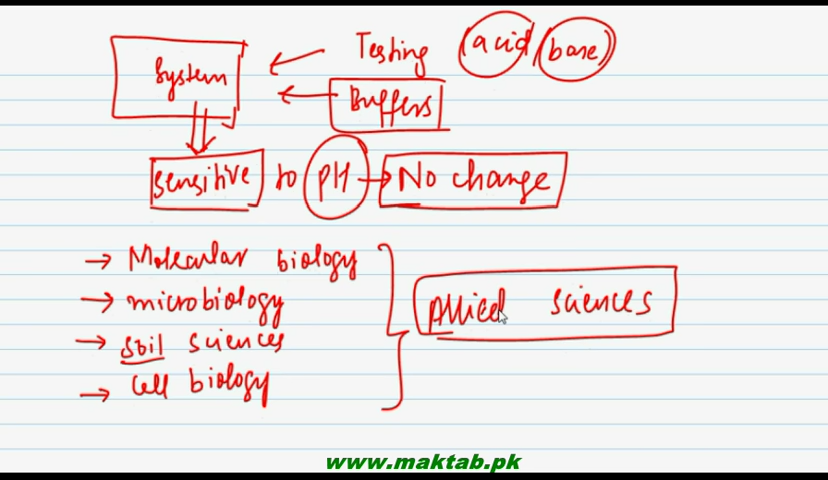 System ← Testing (acid/base)
← Buffers
Sensitive to pH → No change
→ Molecular biology
→ microbiology
→ Soil sciences
→ Cell biology
Allied sciences
www.maktab.pk